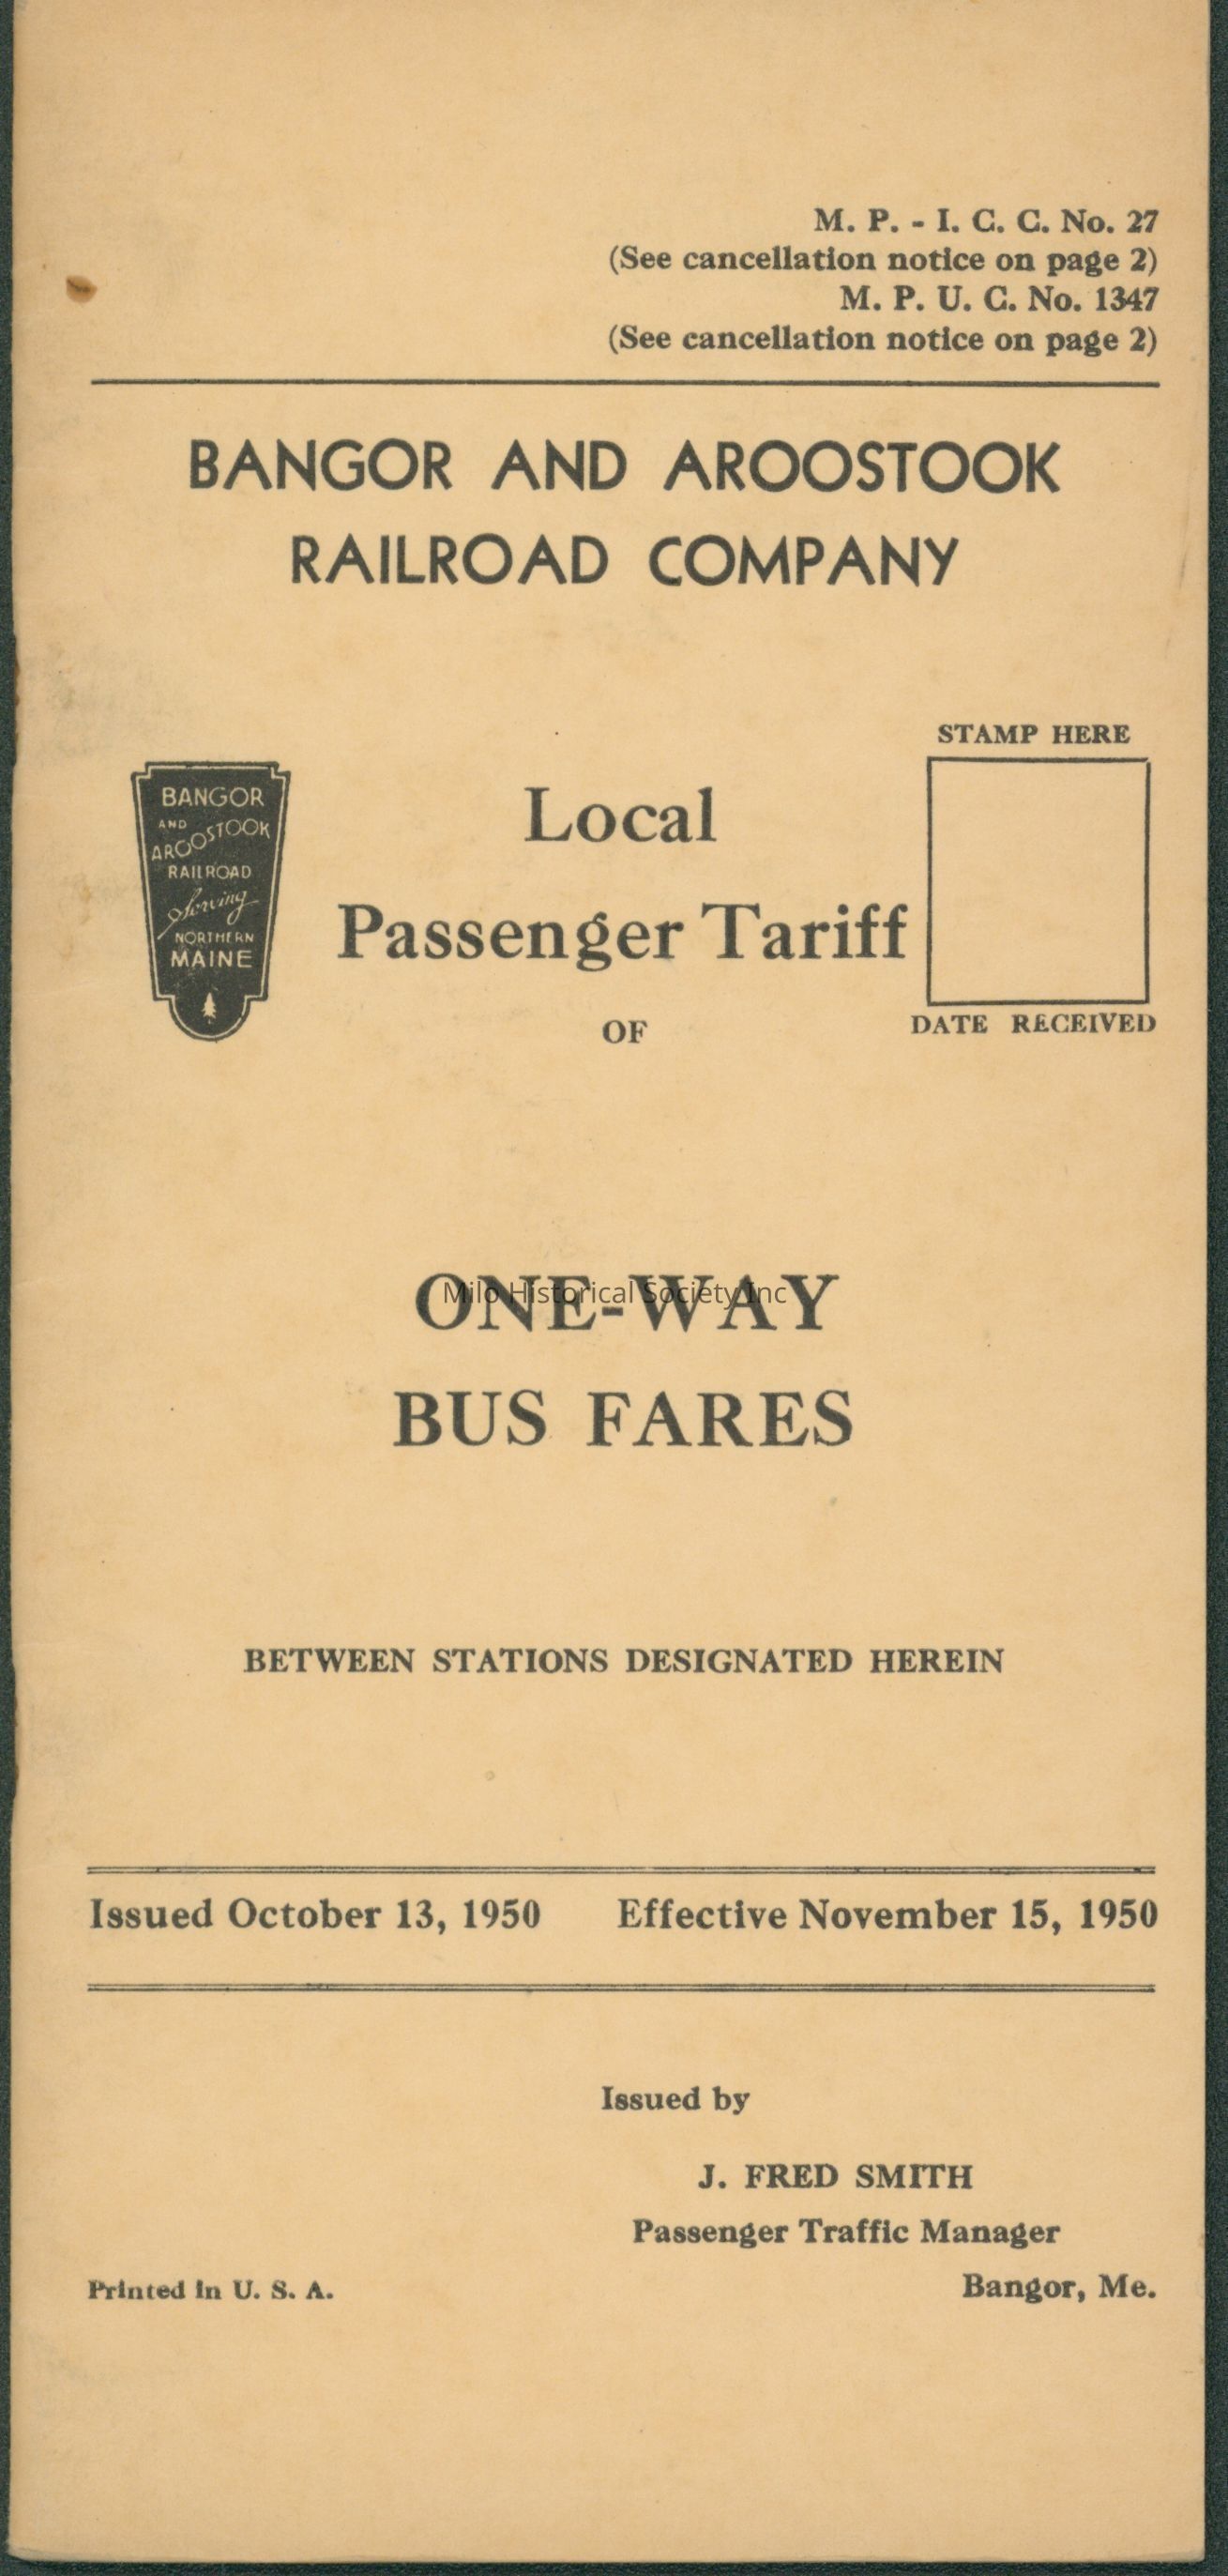 M. P. - I. C. C. No. 27
(See cancellation notice on page 2)
M. P. U. C. No. 1347
(See cancellation notice on page 2)
BANGOR AND AROOSTOOK
RAILROAD COMPANY
STAMP HERE
BANGOR
AND
AROOSTOOK
RAILROAD
Serving
NORTHERN
MAINE
Local
Passenger Tariff
OF
DATE RECEIVED
ONE-WAY
Milo Historical Society Inc
BUS FARES
BETWEEN STATIONS DESIGNATED HEREIN
Issued October 13, 1950 Effective November 15, 1950
Issued by
J. FRED SMITH
Passenger Traffic Manager
Printed in U. S. A. Bangor, Me.